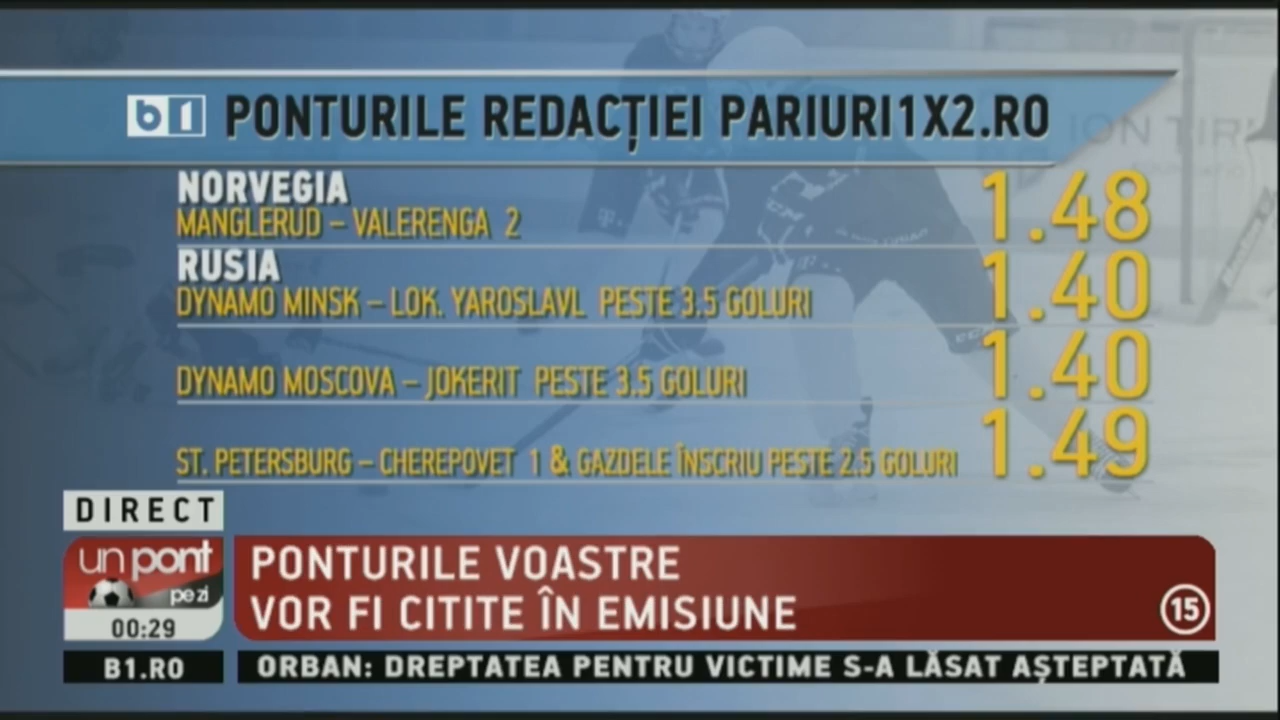 b1 PONTURILE REDACȚIEI PARIURI1X2.RO
NORVEGIA
MANGLERUD – VALERENGA 2 1.48
RUSIA
DYNAMO MINSK – LOK. YAROSLAVL PESTE 3.5 GOLURI 1.40
DYNAMO MOSCOVA – JOKERIT PESTE 3.5 GOLURI 1.40
ST. PETERSBURG – CHEREPOVET 1 & GAZDELE ÎNSCRIU PESTE 2.5 GOLURI 1.49
DIRECT
un pont
pe zi
00:29
B1.RO
PONTURILE VOASTRE
VOR FI CITITE ÎN EMISIUNE
15
ORBAN: DREPTATEA PENTRU VICTIME S-A LĂSAT AȘTEPTATĂ